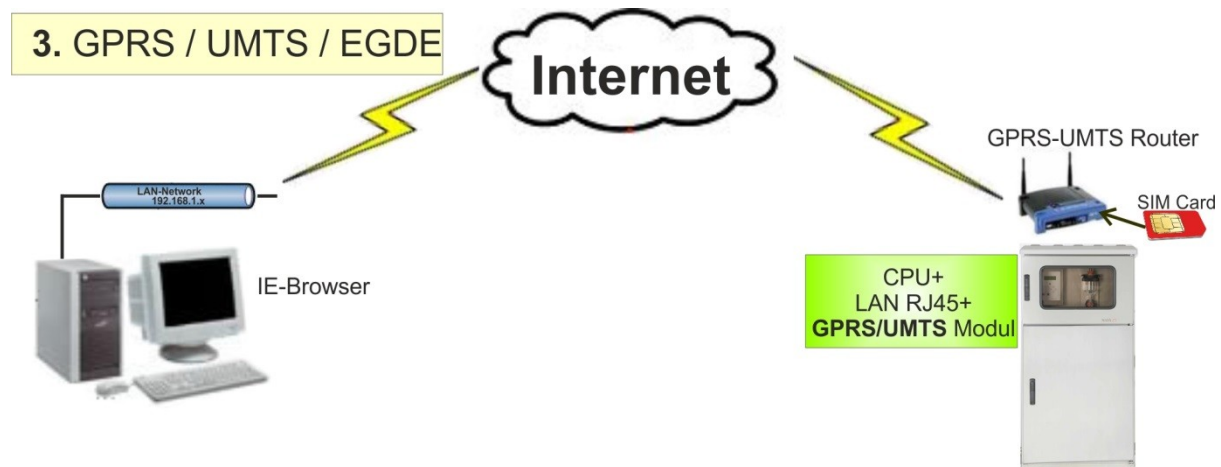 3. GPRS / UMTS / EGDE
Internet
GPRS-UMTS Router
SIM Card
LAN-Network
192.168.1.x
IE-Browser
CPU+
LAN RJ45+
GPRS/UMTS Modul